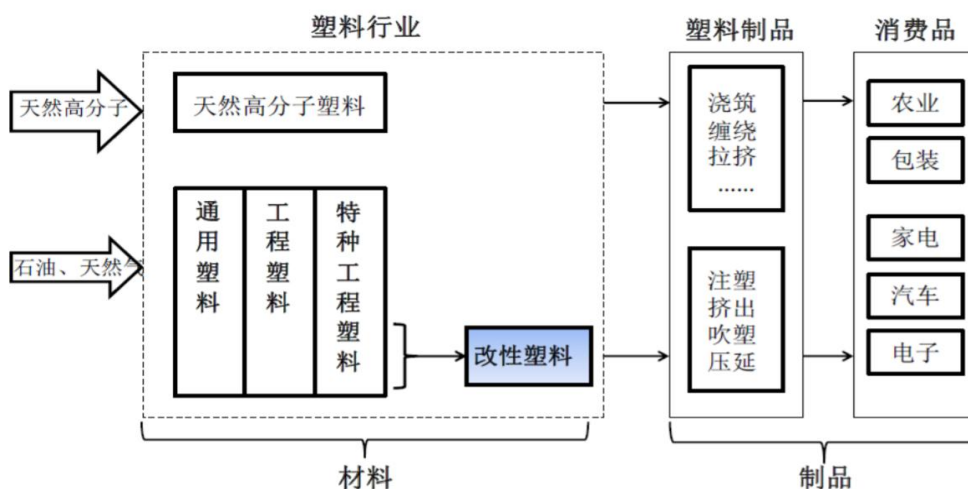 塑料行业
塑料制品
消费品
天然高分子
天然高分子塑料
浇筑
缠绕
拉挤
......
农业
包装
石油、天然气
通用塑料
工程塑料
特种工程塑料
改性塑料
注塑
挤出
吹塑
压延
家电
汽车
电子
材料
制品